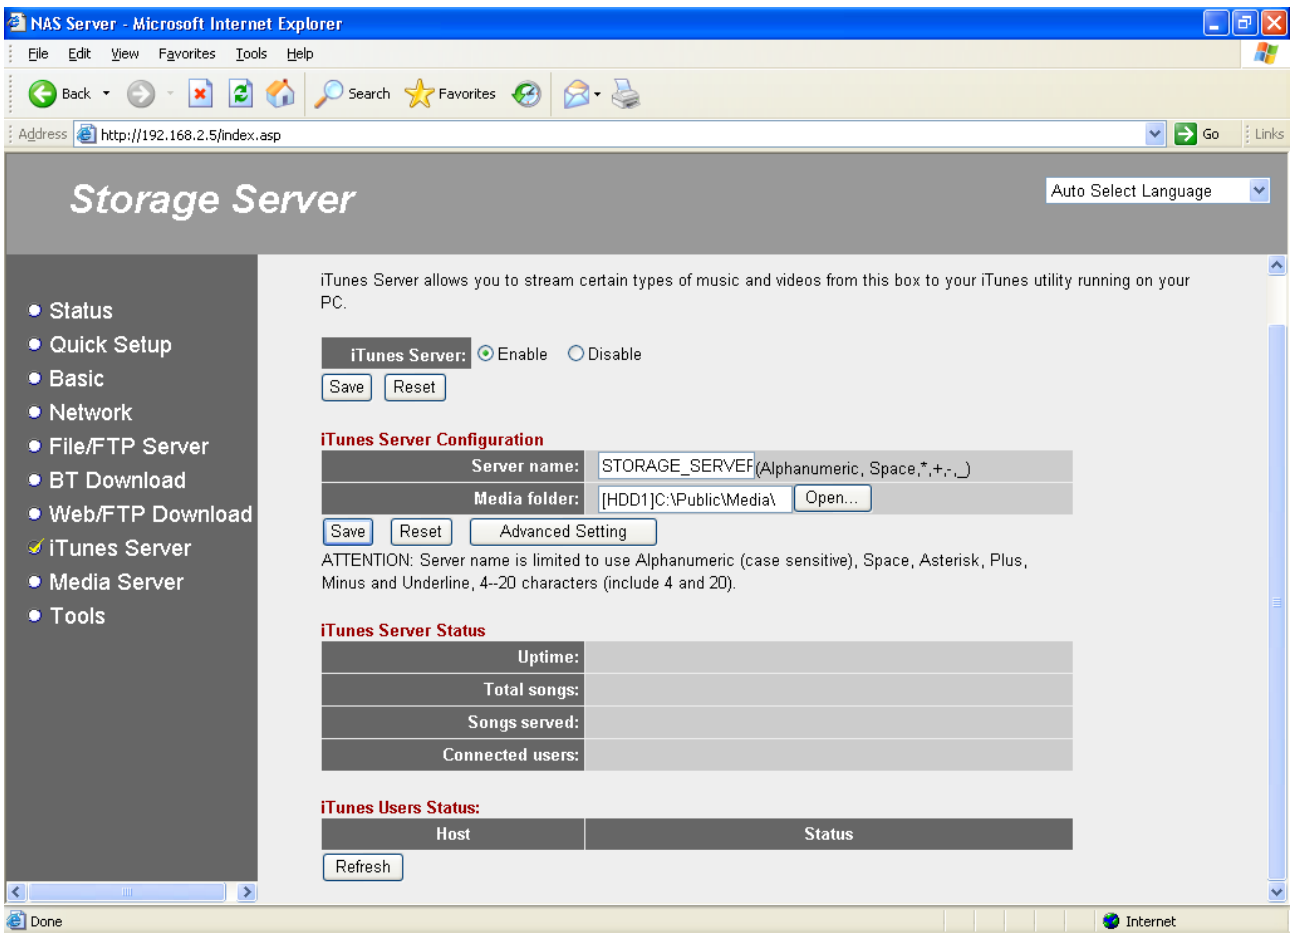 NAS Server - Microsoft Internet Explorer
File Edit View Favorites Tools Help
Back Search Favorites
Address http://192.168.2.5/index.asp Go Links
Storage Server
Auto Select Language
Status
Quick Setup
Basic
Network
File/FTP Server
BT Download
Web/FTP Download
iTunes Server
Media Server
Tools
iTunes Server allows you to stream certain types of music and videos from this box to your iTunes utility running on your
PC.
iTunes Server: Enable Disable
Save Reset
iTunes Server Configuration
Server name: STORAGE_SERVER (Alphanumeric, Space,*,+,-,_)
Media folder: [HDD1]C:\Public\Media\ Open...
Save Reset Advanced Setting
ATTENTION: Server name is limited to use Alphanumeric (case sensitive), Space, Asterisk, Plus,
Minus and Underline, 4--20 characters (include 4 and 20).
iTunes Server Status
Uptime:
Total songs:
Songs served:
Connected users:
iTunes Users Status:
Host Status
Refresh
Done Internet